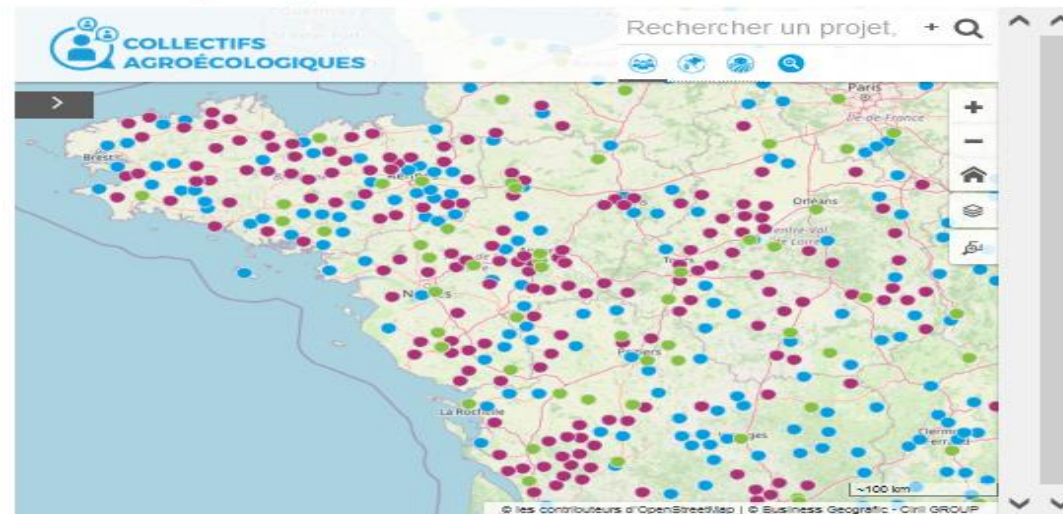 COLLECTIFS
AGROÉCOLOGIQUES
Rechercher un projet,
Paris
Île-de-France
Brest
Orléans
Centre-Val
de Loire
Tours
Nantes
Poitiers
La Rochelle
Limoges
Clermont-
Ferrand
~100 km
© les contributeurs d'OpenStreetMap | © Business Geografic - Ciril GROUP